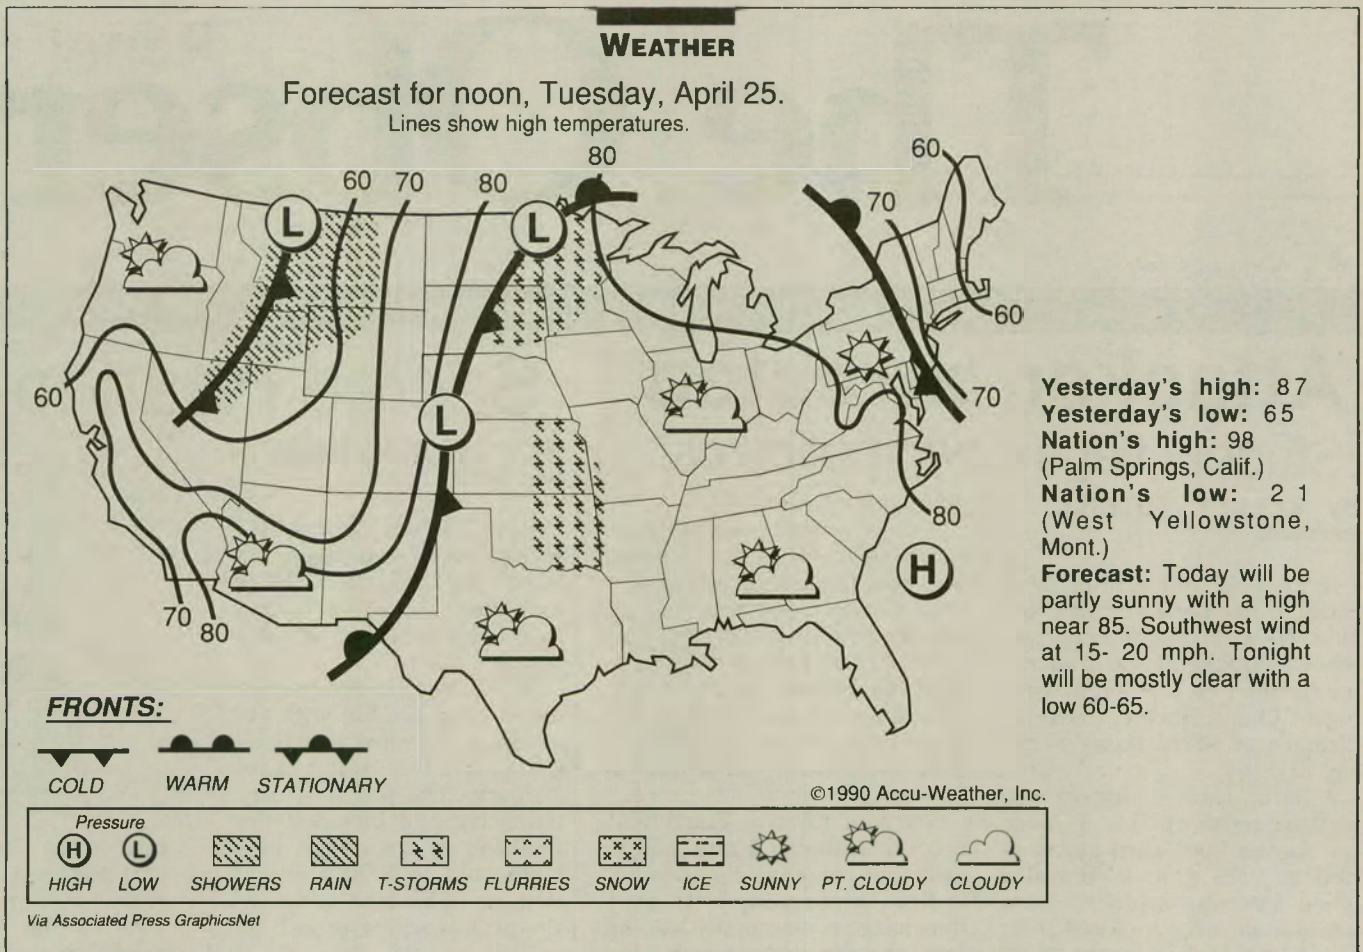 WEATHER
Forecast for noon, Tuesday, April 25.
Lines show high temperatures.
80
60
60 70 80
70
L
L
60
60
L
70
80
H
70
80
Yesterday's high: 87
Yesterday's low: 65
Nation's high: 98
(Palm Springs, Calif.)
Nation's low: 2 1
(West Yellowstone,
Mont.)
Forecast: Today will be
partly sunny with a high
near 85. Southwest wind
at 15- 20 mph. Tonight
will be mostly clear with a
low 60-65.
FRONTS:
COLD WARM STATIONARY
©1990 Accu-Weather, Inc.
Pressure
H L
HIGH LOW SHOWERS RAIN T-STORMS FLURRIES SNOW ICE SUNNY PT. CLOUDY CLOUDY
Via Associated Press GraphicsNet